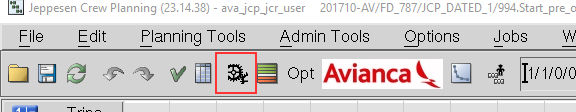 Jeppesen Crew Planning (23.14.38) - ava_jcp_jcr_user 201710-AV/FD_787/JCP_DATED_1/994.Start_pre_o
File Edit Planning Tools Admin Tools Options Jobs W
Opt Avianca 1/1/0/0
Trips